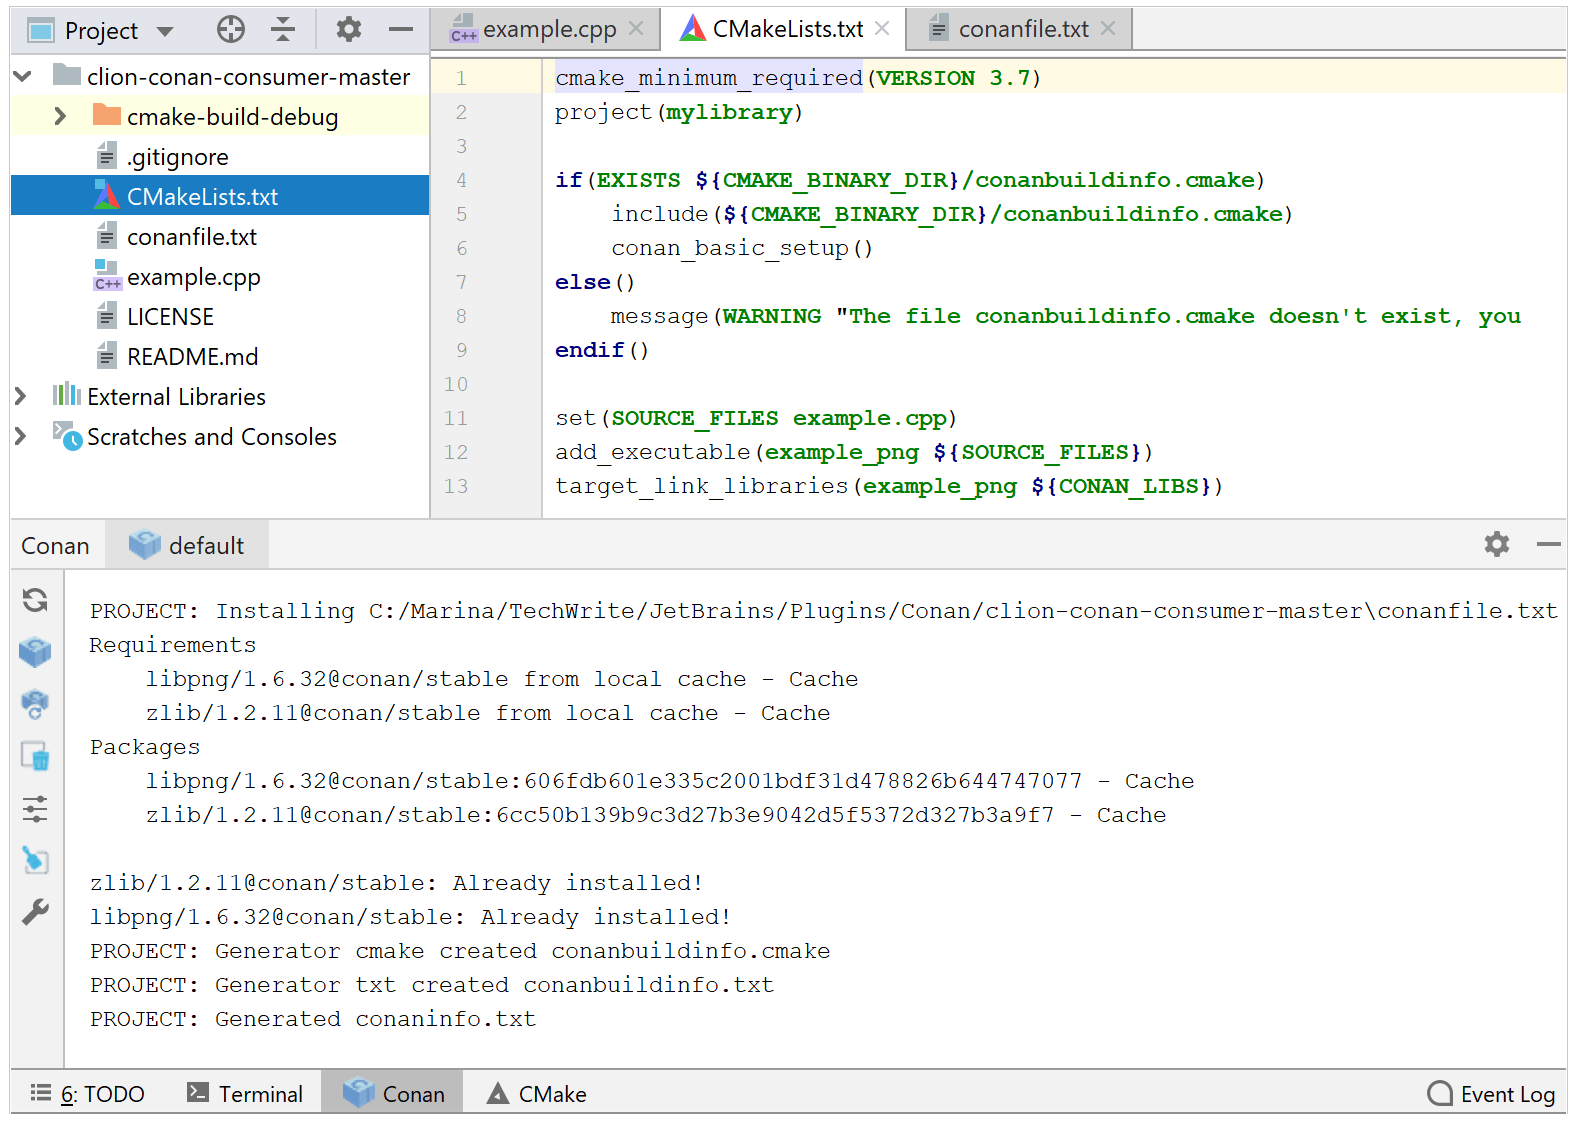 Project
example.cpp
CMakeLists.txt
conanfile.txt
clion-conan-consumer-master
cmake-build-debug
.gitignore
CMakeLists.txt
conanfile.txt
C++ example.cpp
LICENSE
README.md
External Libraries
Scratches and Consoles
1 cmake_minimum_required(VERSION 3.7)
2 project(mylibrary)
3
4 if(EXISTS ${CMAKE_BINARY_DIR}/conanbuildinfo.cmake)
5 include(${CMAKE_BINARY_DIR}/conanbuildinfo.cmake)
6 conan_basic_setup()
7 else()
8 message(WARNING "The file conanbuildinfo.cmake doesn't exist, you
9 endif()
10
11 set(SOURCE_FILES example.cpp)
12 add_executable(example_png ${SOURCE_FILES})
13 target_link_libraries(example_png ${CONAN_LIBS})
Conan
default
PROJECT: Installing C:/Marina/TechWrite/JetBrains/Plugins/Conan/clion-conan-consumer-master\conanfile.txt
Requirements
libpng/1.6.32@conan/stable from local cache - Cache
zlib/1.2.11@conan/stable from local cache - Cache
Packages
libpng/1.6.32@conan/stable:606fdb601e335c2001bdf31d478826b644747077 - Cache
zlib/1.2.11@conan/stable:6cc50b139b9c3d27b3e9042d5f5372d327b3a9f7 - Cache
zlib/1.2.11@conan/stable: Already installed!
libpng/1.6.32@conan/stable: Already installed!
PROJECT: Generator cmake created conanbuildinfo.cmake
PROJECT: Generator txt created conanbuildinfo.txt
PROJECT: Generated conaninfo.txt
6: TODO
Terminal
Conan
CMake
Event Log